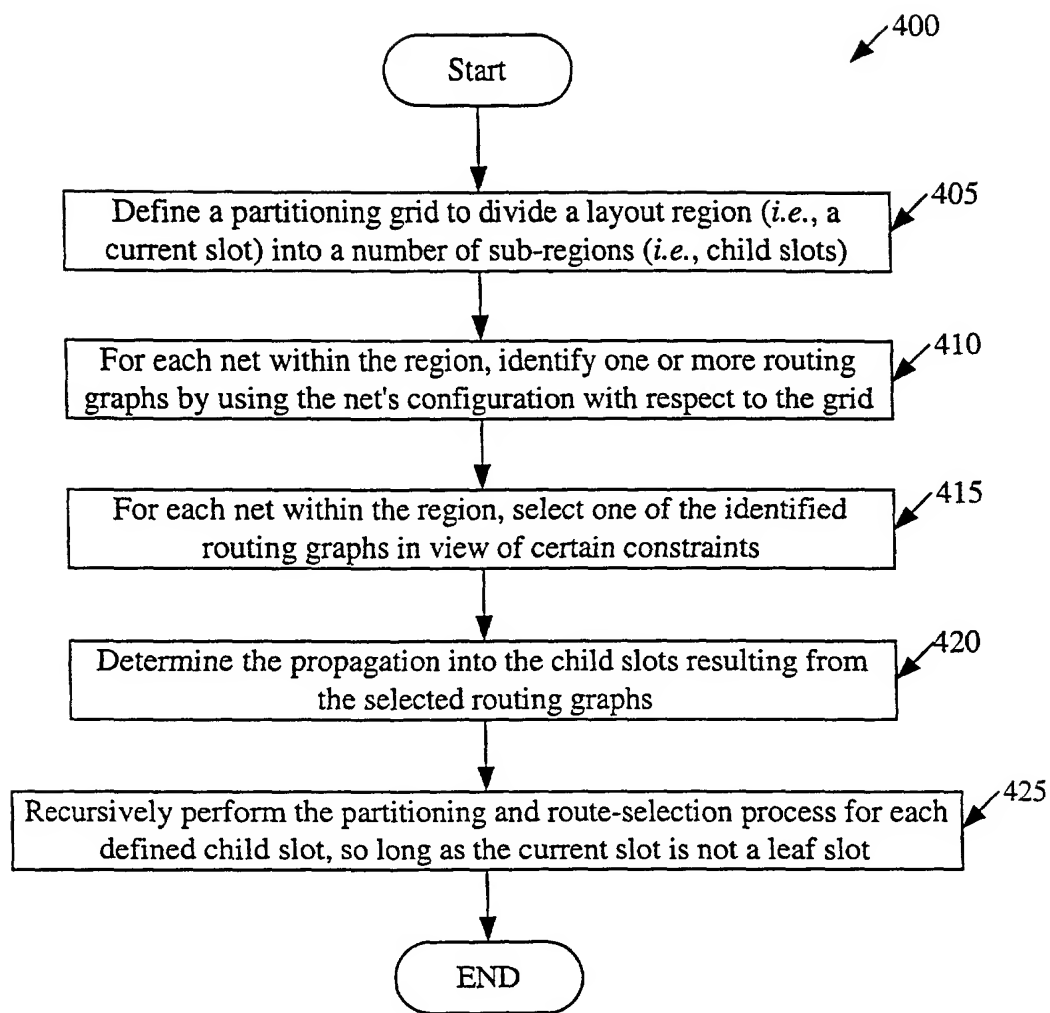 400
Start
405
Define a partitioning grid to divide a layout region (i.e., a
current slot) into a number of sub-regions (i.e., child slots)
410
For each net within the region, identify one or more routing
graphs by using the net's configuration with respect to the grid
415
For each net within the region, select one of the identified
routing graphs in view of certain constraints
420
Determine the propagation into the child slots resulting from
the selected routing graphs
425
Recursively perform the partitioning and route-selection process for each
defined child slot, so long as the current slot is not a leaf slot
END